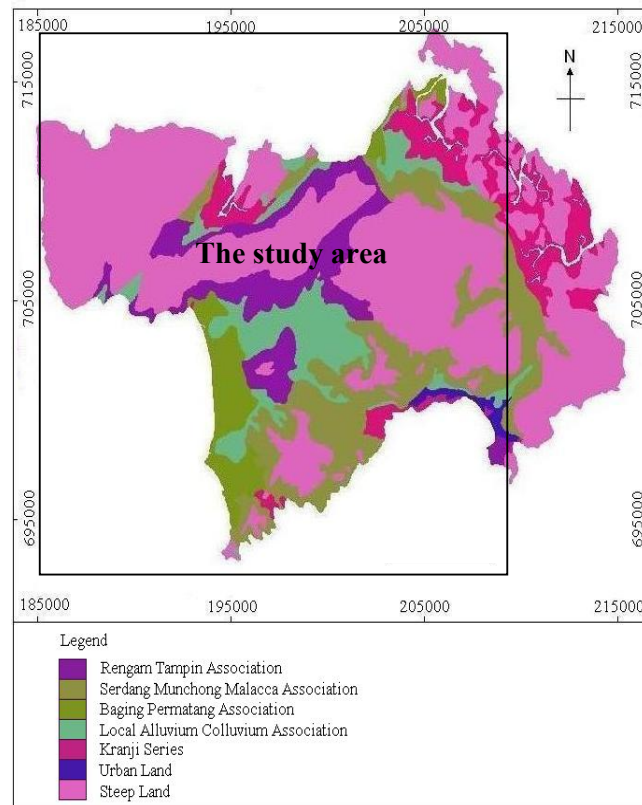 185000 195000 205000 215000
715000 715000
N
The study area
705000 705000
695000 695000
185000 195000 205000 215000
Legend
Rengam Tampin Association
Serdang Munchong Malacca Association
Baging Permatang Association
Local Alluvium Colluvium Association
Kranji Series
Urban Land
Steep Land